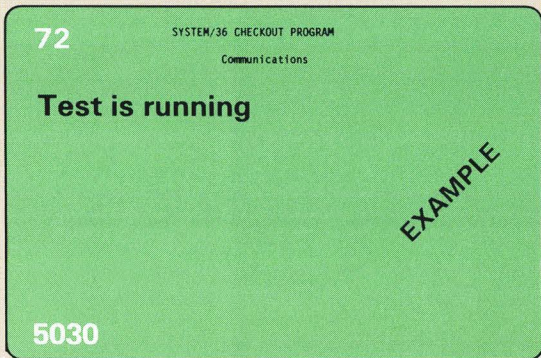 72
SYSTEM/36 CHECKOUT PROGRAM
Communications
Test is running
EXAMPLE
5030